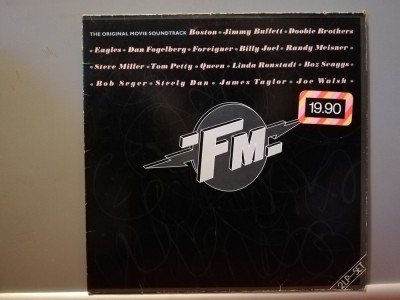 THE ORIGINAL MOVIE SOUNDTRACK Boston • Jimmy Buffett • Doobie Brothers
• Eagles • Dan Fogelberg • Foreigner • Billy Joel • Randy Meisner
• Steve Miller • Tom Petty • Queen • Linda Ronstadt • Boz Scaggs •
• Bob Seger • Steely Dan • James Taylor • Joe Walsh •
19.90
FM
2LP-SET